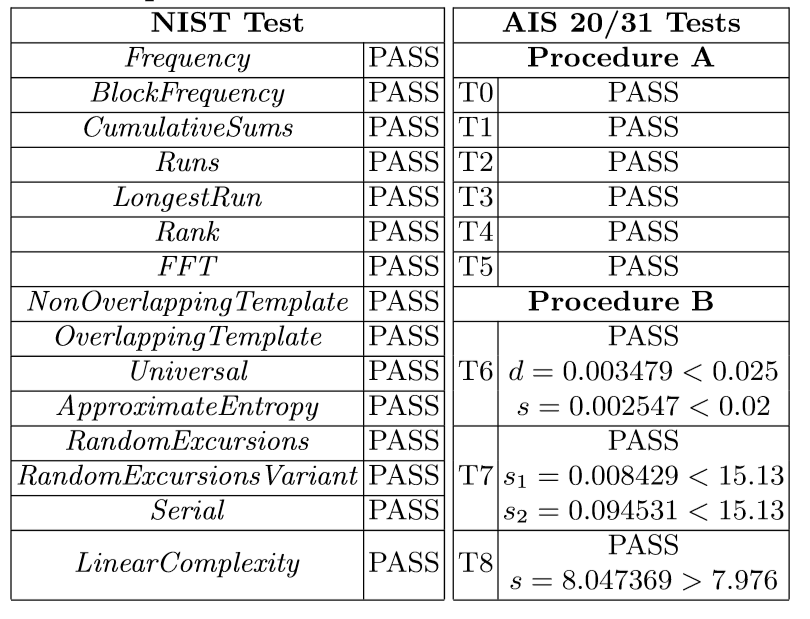 NIST Test
Frequency PASS
BlockFrequency PASS
CumulativeSums PASS
Runs PASS
LongestRun PASS
Rank PASS
FFT PASS
NonOverlappingTemplate PASS
OverlappingTemplate PASS
Universal PASS
ApproximateEntropy PASS
RandomExcursions PASS
RandomExcursionsVariant PASS
Serial PASS
LinearComplexity PASS
AIS 20/31 Tests
Procedure A
T0 PASS
T1 PASS
T2 PASS
T3 PASS
T4 PASS
T5 PASS
Procedure B
PASS
T6 d = 0.003479 < 0.025
s = 0.002547 < 0.02
PASS
T7 s₁ = 0.008429 < 15.13
s₂ = 0.094531 < 15.13
PASS
T8
s = 8.047369 > 7.976